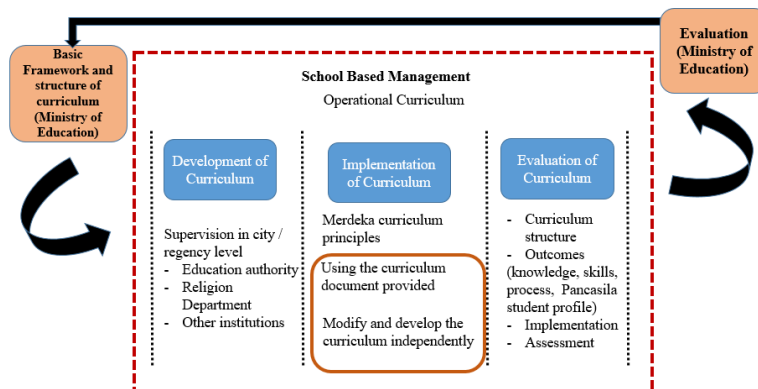 Basic
Framework and
structure of
curriculum
(Ministry of
Education)
Evaluation
(Ministry of
Education)
School Based Management
Operational Curriculum
Development of
Curriculum
Supervision in city /
regency level
- Education authority
- Religion
Department
- Other institutions
Implementation
of Curriculum
Merdeka curriculum
principles
Using the curriculum
document provided
Modify and develop the
curriculum independently
Evaluation of
Curriculum
- Curriculum
structure
- Outcomes
(knowledge, skills,
process, Pancasila
student profile)
- Implementation
- Assessment